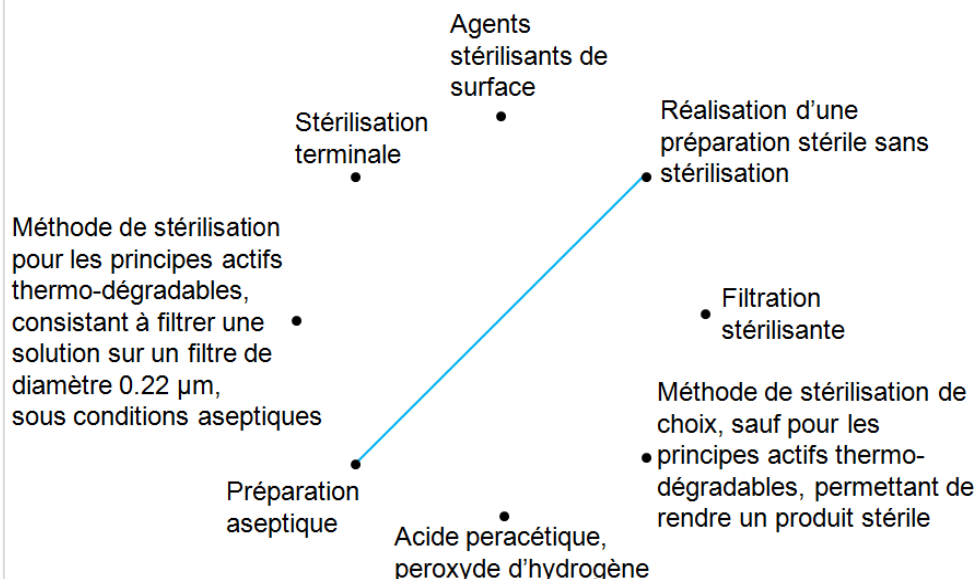 Agents
stérilisants de
surface
Stérilisation
terminale
Réalisation d’une
préparation stérile sans
stérilisation
Méthode de stérilisation
pour les principes actifs
thermo-dégradables,
consistant à filtrer une
solution sur un filtre de
diamètre 0.22 µm,
sous conditions aseptiques
Filtration
stérilisante
Méthode de stérilisation de
choix, sauf pour les
principes actifs thermo-
dégradables, permettant de
rendre un produit stérile
Préparation
aseptique
Acide peracétique,
peroxyde d’hydrogène